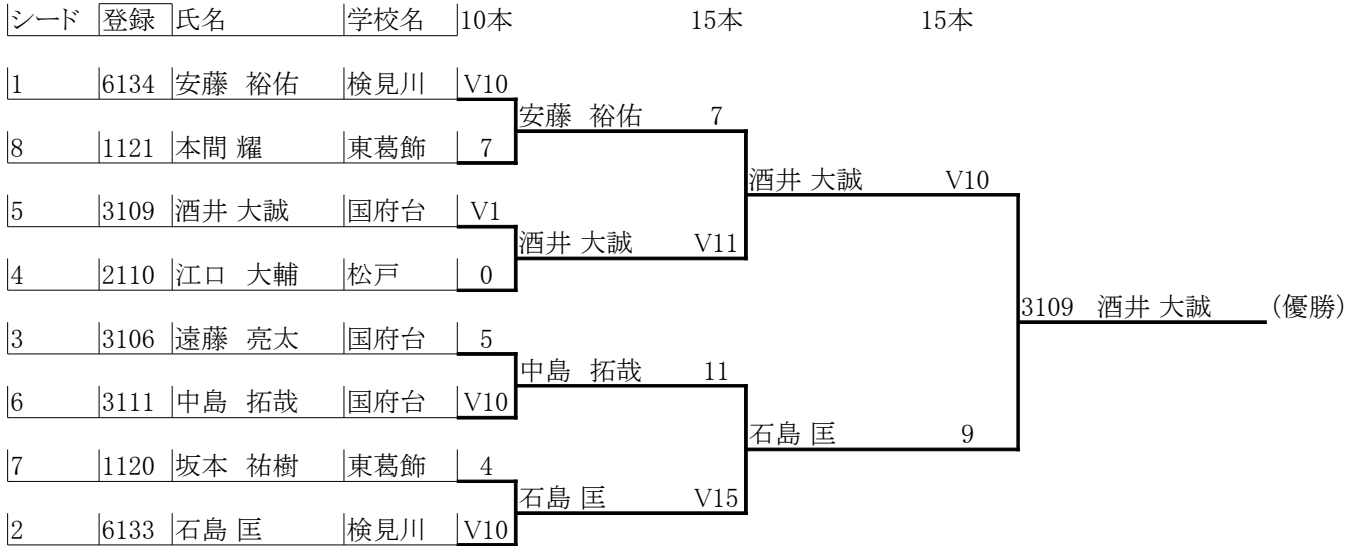 シード 登録 氏名 学校名 10本 15本 15本
1 6134 安藤 裕佑 検見川 V10
安藤 裕佑 7
8 1121 本間 耀 東葛飾 7
酒井 大誠 V10
5 3109 酒井 大誠 国府台 V1
酒井 大誠 V11
4 2110 江口 大輔 松戸 0
3109 酒井 大誠 (優勝)
3 3106 遠藤 亮太 国府台 5
中島 拓哉 11
6 3111 中島 拓哉 国府台 V10
石島 匡 9
7 1120 坂本 祐樹 東葛飾 4
石島 匡 V15
2 6133 石島 匡 検見川 V10